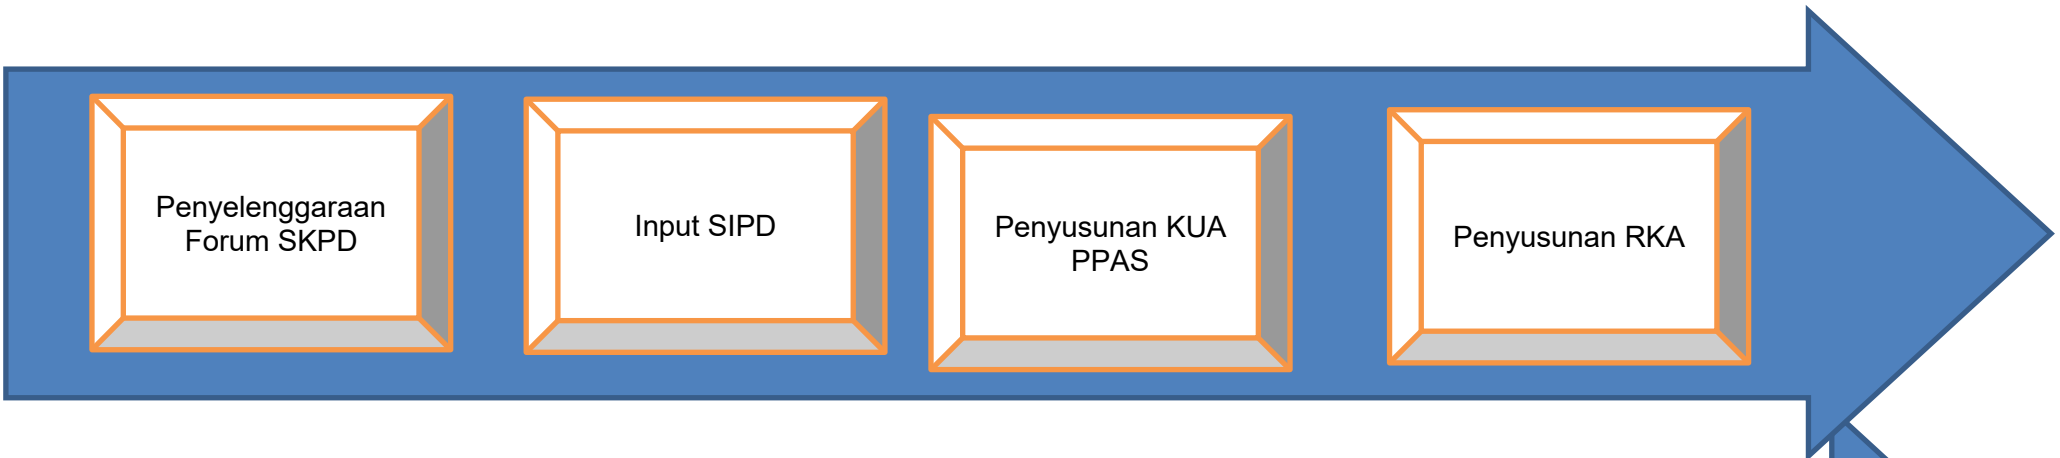 Penyelenggaraan
Forum SKPD
Input SIPD
Penyusunan KUA
PPAS
Penyusunan RKA